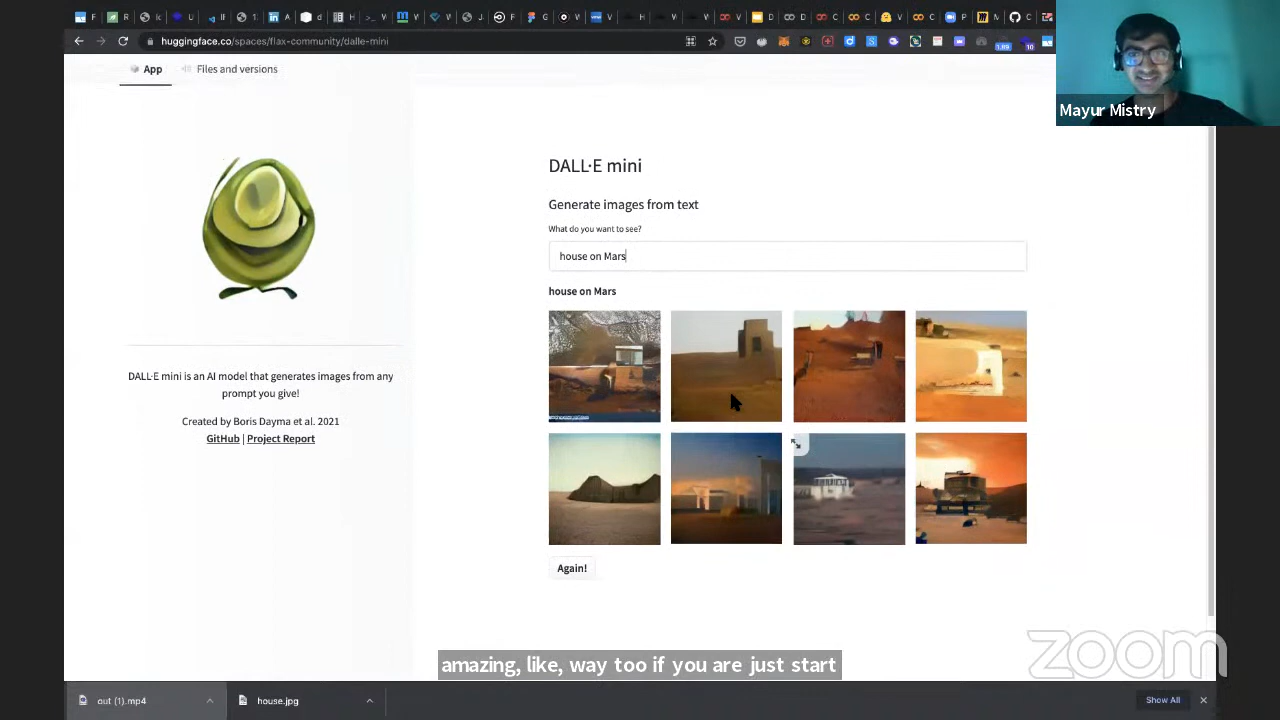 huggingface.co/spaces/flax-community/dalle-mini
1.89
10
App
Files and versions
Mayur Mistry
DALL·E mini
Generate images from text
What do you want to see?
house on Mars
house on Mars
DALL·E mini is an AI model that generates images from any
prompt you give!
Created by Boris Dayma et al. 2021
GitHub | Project Report
Again!
amazing, like, way too if you are just start
zoom
out (1).mp4
house.jpg
Show All